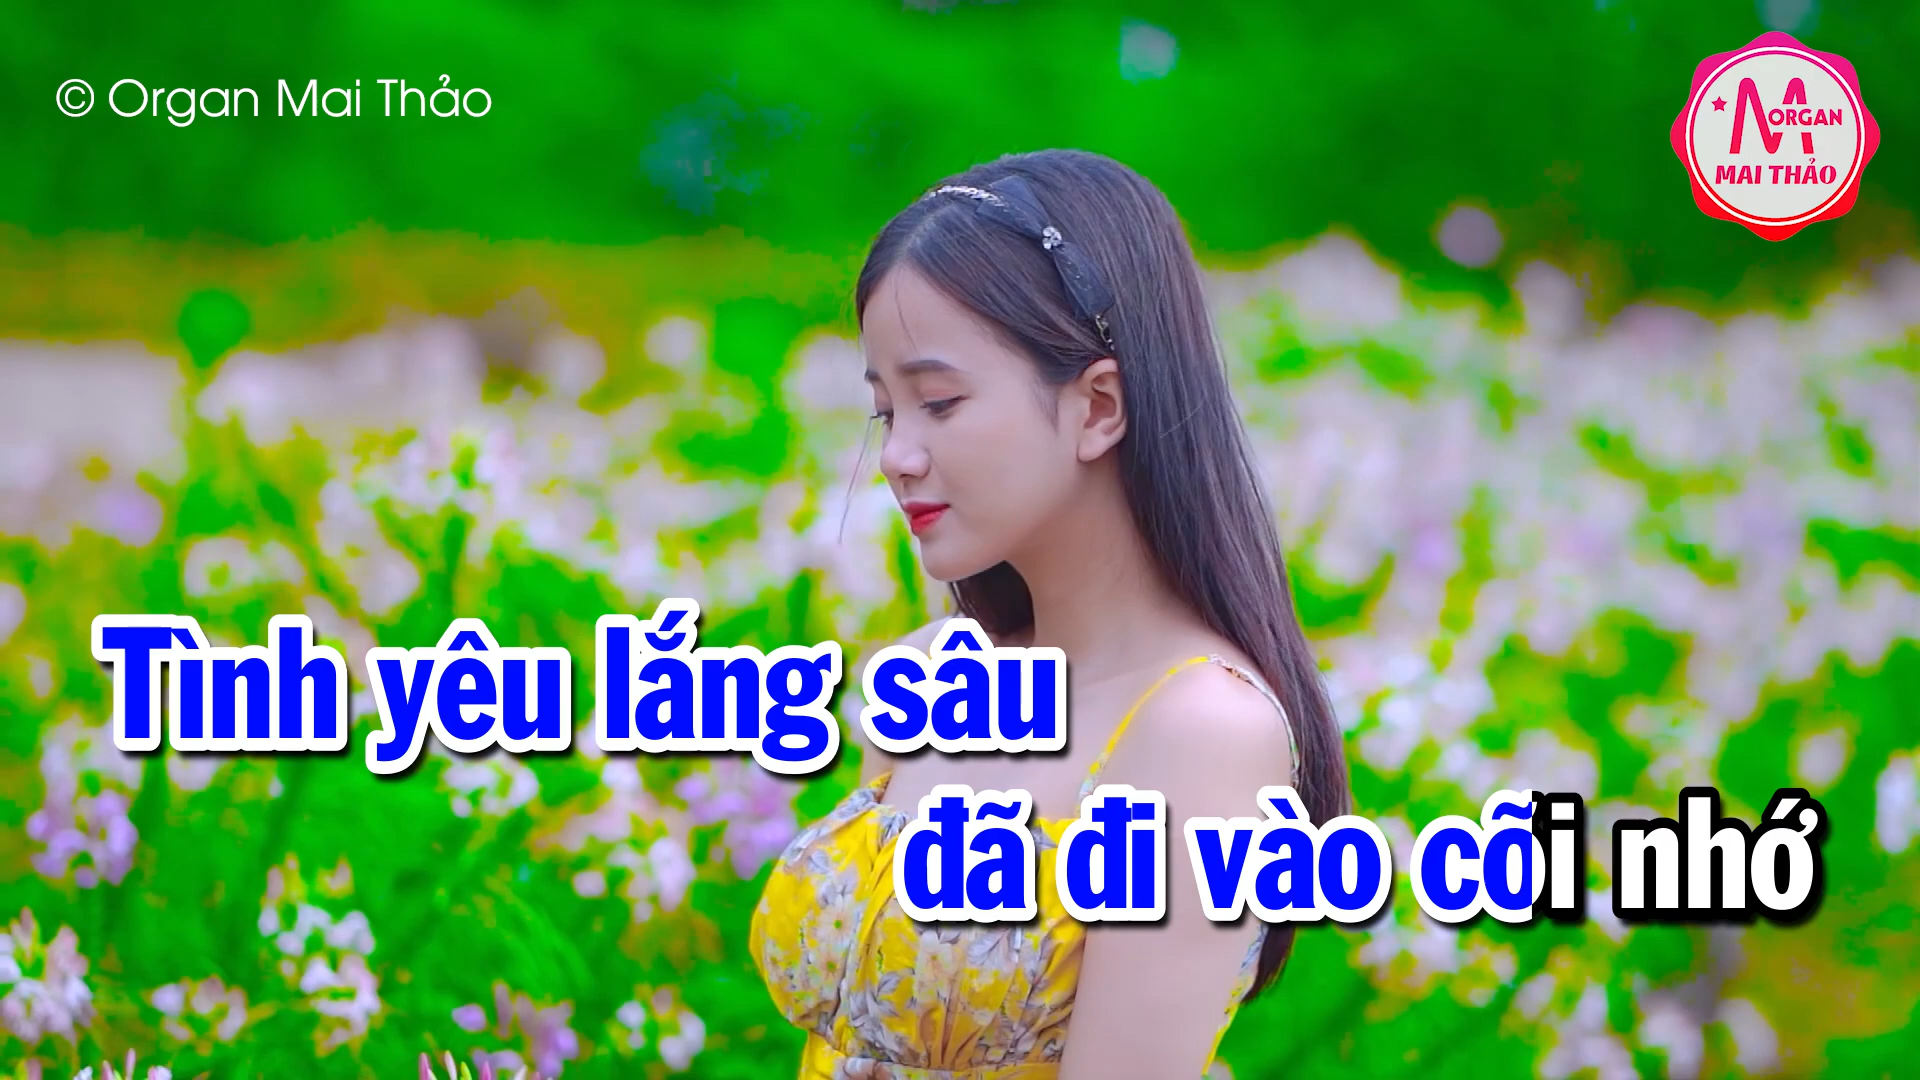 © Organ Mai Thảo
M ORGAN
MAI THẢO
Tình yêu lắng sâu
đã đi vào cõi nhớ